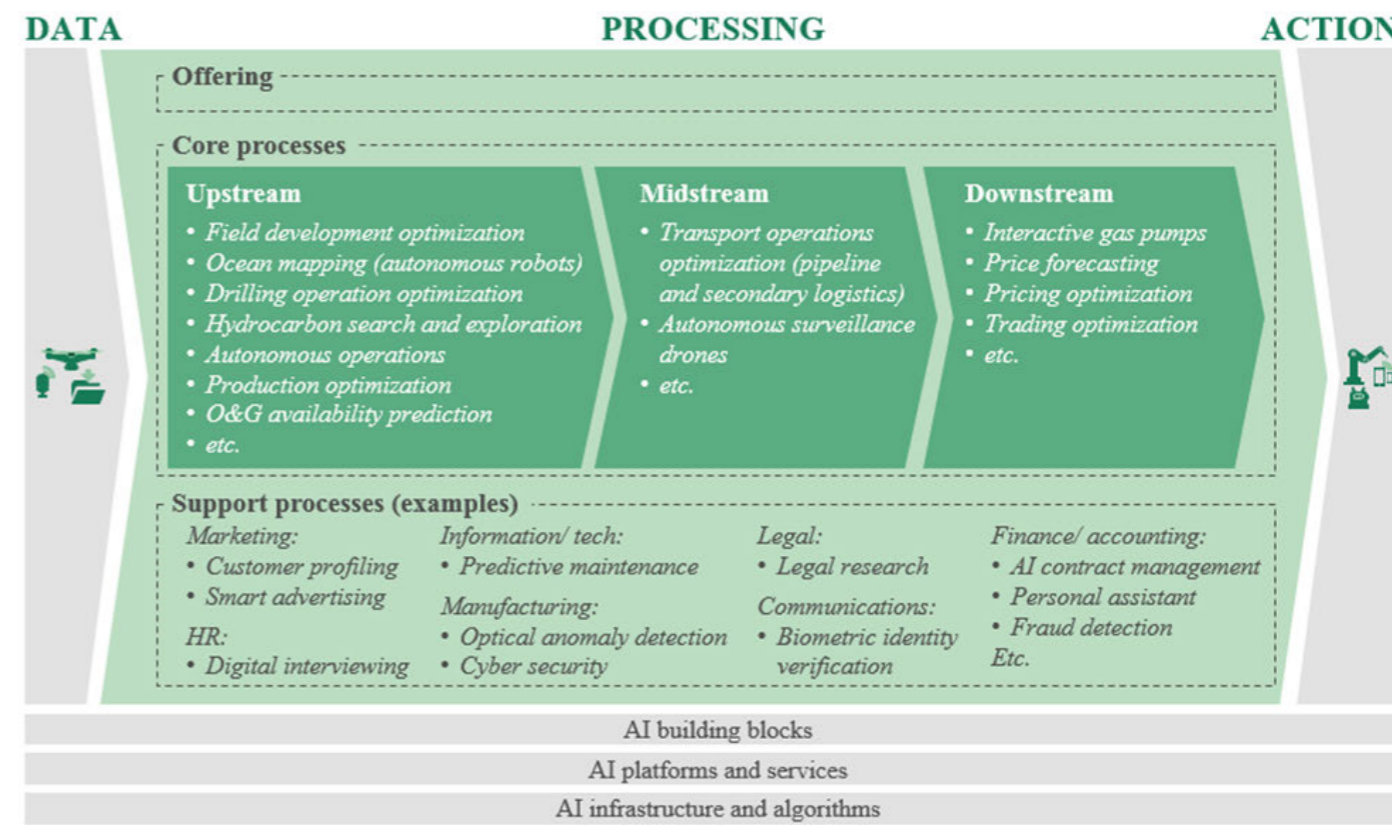 DATA
PROCESSING
ACTION
Offering
Core processes
Upstream
• Field development optimization
• Ocean mapping (autonomous robots)
• Drilling operation optimization
• Hydrocarbon search and exploration
• Autonomous operations
• Production optimization
• O&G availability prediction
• etc.
Midstream
• Transport operations
optimization (pipeline
and secondary logistics)
• Autonomous surveillance
drones
• etc.
Downstream
• Interactive gas pumps
• Price forecasting
• Pricing optimization
• Trading optimization
• etc.
Support processes (examples)
Marketing:
• Customer profiling
• Smart advertising
HR:
• Digital interviewing
Information/ tech:
• Predictive maintenance
Manufacturing:
• Optical anomaly detection
• Cyber security
Legal:
• Legal research
Communications:
• Biometric identity
verification
Finance/ accounting:
• AI contract management
• Personal assistant
• Fraud detection
Etc.
AI building blocks
AI platforms and services
AI infrastructure and algorithms